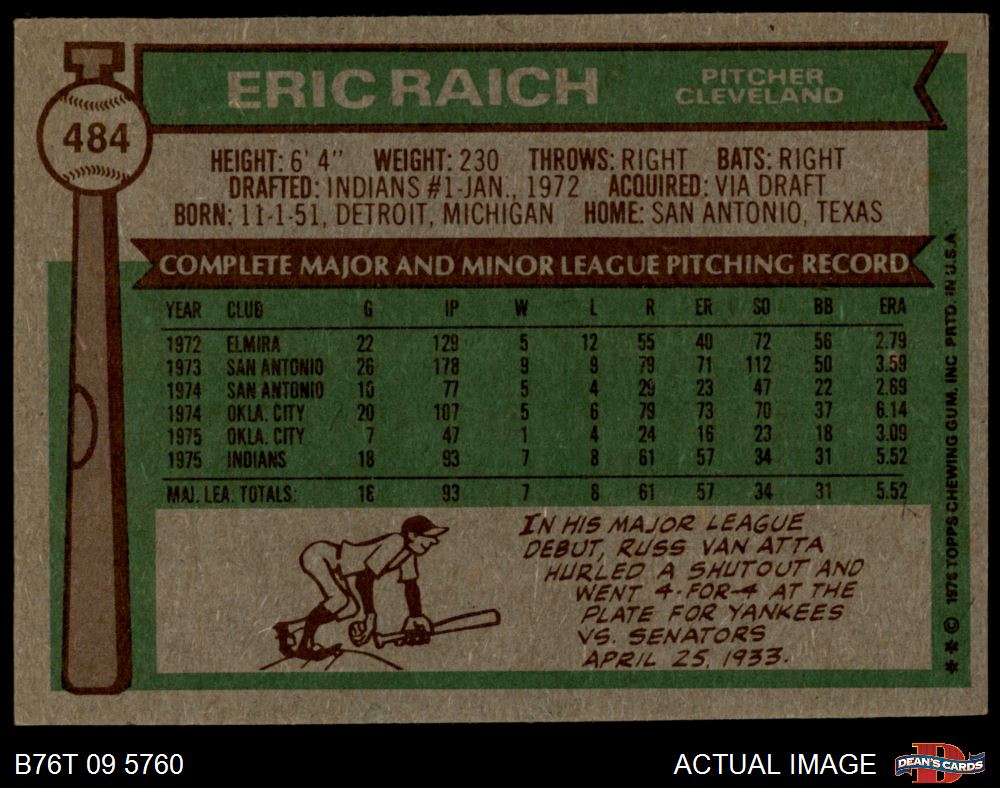 484
ERIC RAICH
PITCHER
CLEVELAND
HEIGHT: 6' 4" WEIGHT: 230 THROWS: RIGHT BATS: RIGHT
DRAFTED: INDIANS #1-JAN., 1972 ACQUIRED: VIA DRAFT
BORN: 11-1-51, DETROIT, MICHIGAN HOME: SAN ANTONIO, TEXAS
COMPLETE MAJOR AND MINOR LEAGUE PITCHING RECORD
YEAR CLUB G IP W L R ER SO BB ERA
1972 ELMIRA 22 129 5 12 55 40 72 56 2.79
1973 SAN ANTONIO 26 178 9 9 79 71 112 50 3.59
1974 SAN ANTONIO 10 77 5 4 29 23 47 22 2.69
1974 OKLA. CITY 20 107 5 6 79 73 70 37 6.14
1975 OKLA. CITY 7 47 1 4 24 16 23 18 3.09
1975 INDIANS 18 93 7 8 61 57 34 31 5.52
MAJ. LEA. TOTALS: 18 93 7 8 61 57 34 31 5.52
IN HIS MAJOR LEAGUE
DEBUT, RUSS VAN ATTA
HURLED A SHUTOUT AND
WENT 4-FOR-4 AT THE
PLATE FOR YANKEES
VS. SENATORS
APRIL 25, 1933.
* * © 1976 TOPPS CHEWING GUM, INC. PRTD. IN U.S.A.
B76T 09 5760
ACTUAL IMAGE
D
DEAN'S CARDS